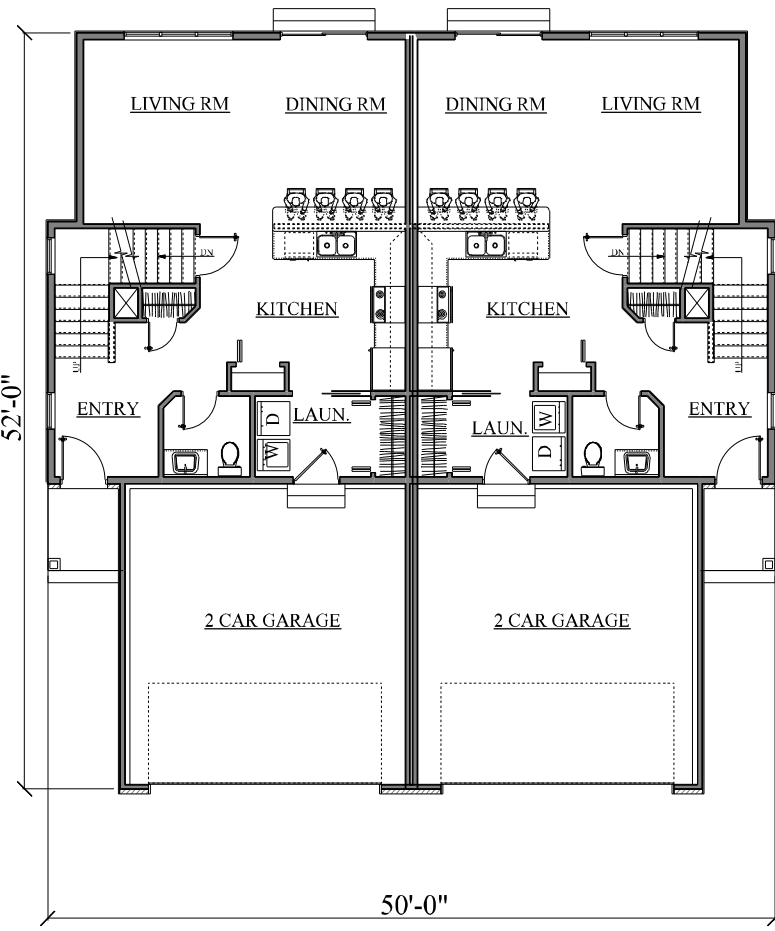 LIVING RM
DINING RM
DINING RM
LIVING RM
DN
DN
KITCHEN
KITCHEN
UP
UP
ENTRY
D
LAUN.
W
LAUN.
W
D
ENTRY
52'-0"
2 CAR GARAGE
2 CAR GARAGE
50'-0"